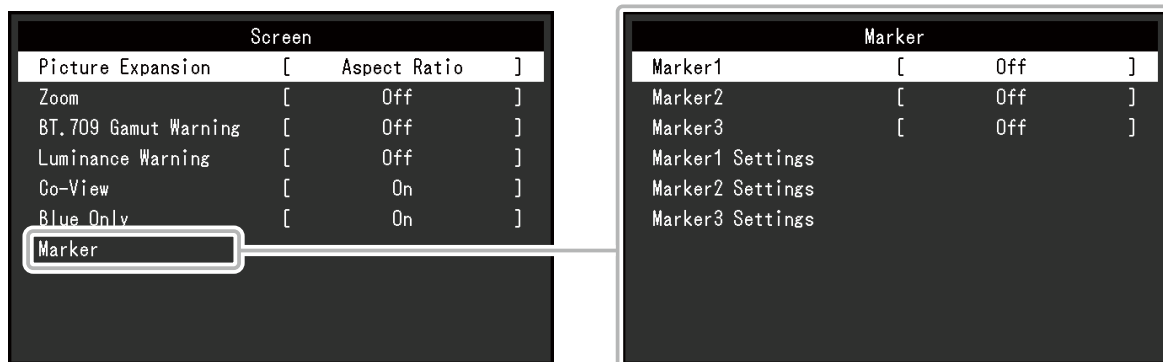 Screen
Picture Expansion [ Aspect Ratio ]
Zoom [ Off ]
BT.709 Gamut Warning [ Off ]
Luminance Warning [ Off ]
Co-View [ On ]
Blue Only [ On ]
Marker
Marker
Marker1 [ Off ]
Marker2 [ Off ]
Marker3 [ Off ]
Marker1 Settings
Marker2 Settings
Marker3 Settings